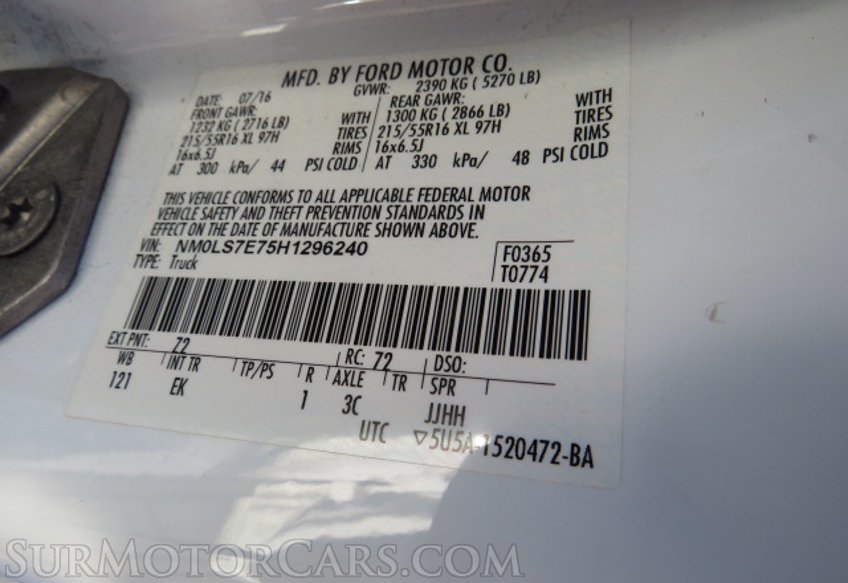 MFD. BY FORD MOTOR CO.
DATE: 07/16 GVWR: 2390 KG ( 5270 LB)
FRONT GAWR: REAR GAWR:
1232 KG ( 2716 LB) WITH 1300 KG ( 2866 LB) WITH
215/55R16 XL 97H TIRES 215/55R16 XL 97H TIRES
16x6.5J RIMS 16x6.5J RIMS
AT 300 kPa/ 44 PSI COLD AT 330 kPa/ 48 PSI COLD
THIS VEHICLE CONFORMS TO ALL APPLICABLE FEDERAL MOTOR
VEHICLE SAFETY AND THEFT PREVENTION STANDARDS IN
EFFECT ON THE DATE OF MANUFACTURE SHOWN ABOVE.
VIN: NM0LS7E75H1296240 F0365
TYPE: Truck T0774
EXT PNT: Z2 RC: 72 DSO:
WB INT TR TP/PS R AXLE TR SPR
121 EK 1 3C JJHH
UTC ▽5U5A-1520472-BA
SurMotorCars.com